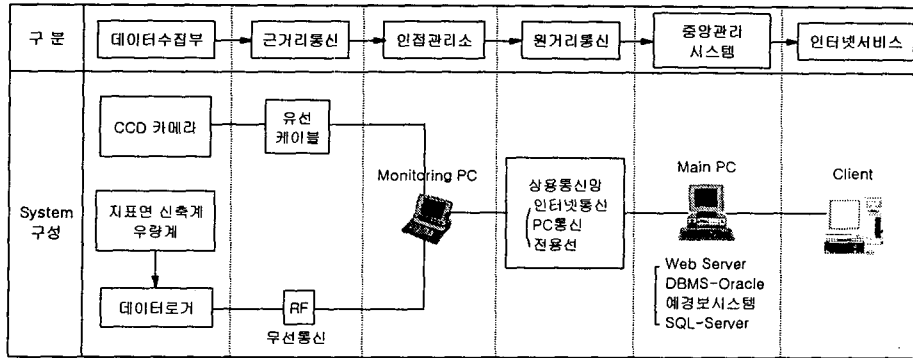 구 분
데이터수집부
근거리통신
인접관리소
원거리통신
중앙관리
시스템
인터넷서비스
System
구성
CCD 카메라
유선
케이블
지표면 신축계
우량계
데이터로거
RF
무선통신
Monitoring PC
상용통신망
인터넷통신
PC통신
전용선
Main PC
Web Server
DBMS-Oracle
예경보시스템
SQL-Server
Client